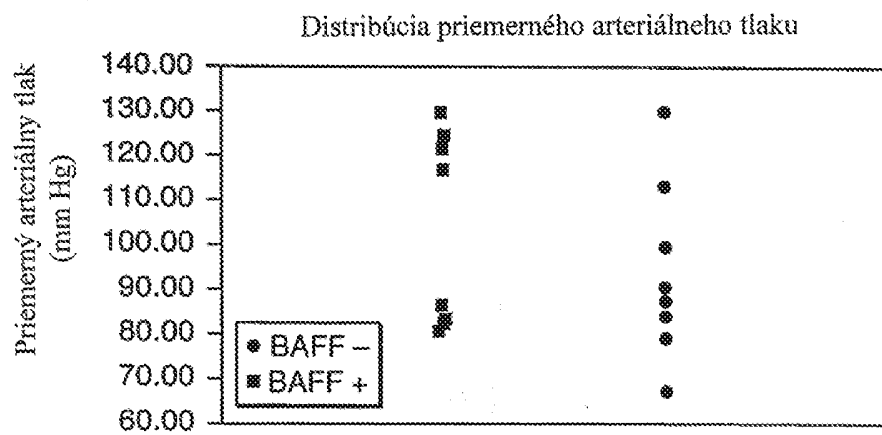 Distribúcia priemerného arteriálneho tlaku
Priemerný arteriálny tlak
(mm Hg)
140.00
130.00
120.00
110.00
100.00
90.00
80.00
70.00
60.00
BAFF –
BAFF +